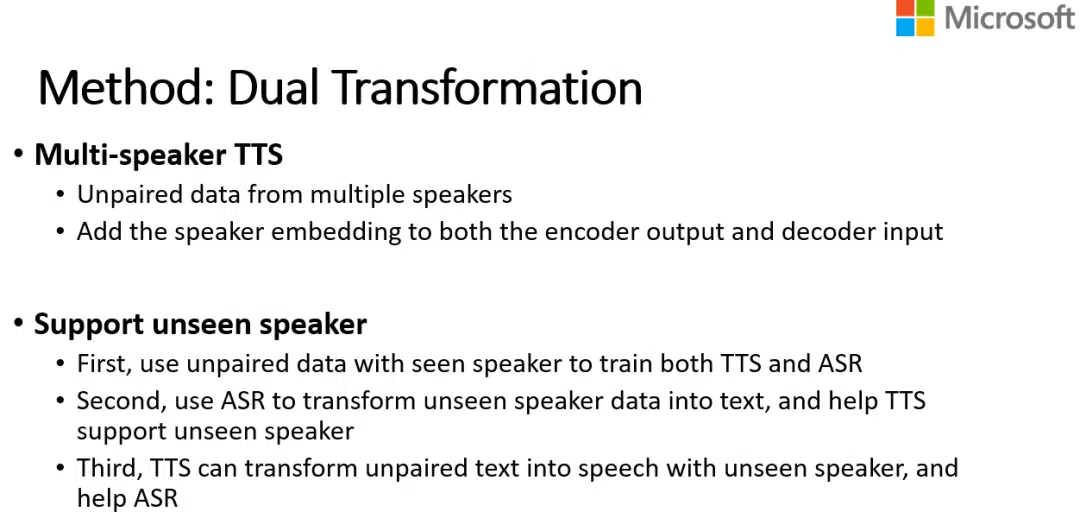 Microsoft
Method: Dual Transformation
• Multi-speaker TTS
• Unpaired data from multiple speakers
• Add the speaker embedding to both the encoder output and decoder input
• Support unseen speaker
• First, use unpaired data with seen speaker to train both TTS and ASR
• Second, use ASR to transform unseen speaker data into text, and help TTS
support unseen speaker
• Third, TTS can transform unpaired text into speech with unseen speaker, and
help ASR